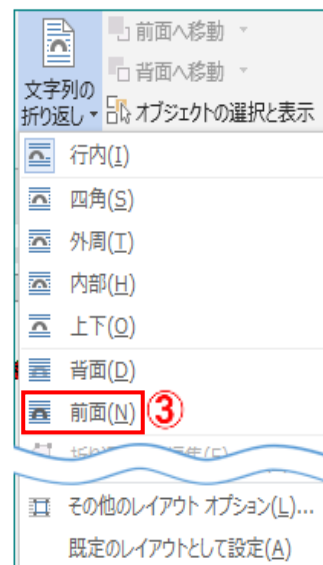 前面へ移動
背面へ移動
文字列の
折り返し オブジェクトの選択と表示
行内(I)
四角(S)
外周(T)
内部(H)
上下(O)
背面(D)
前面(N) ③
その他のレイアウト オプション(L)...
既定のレイアウトとして設定(A)